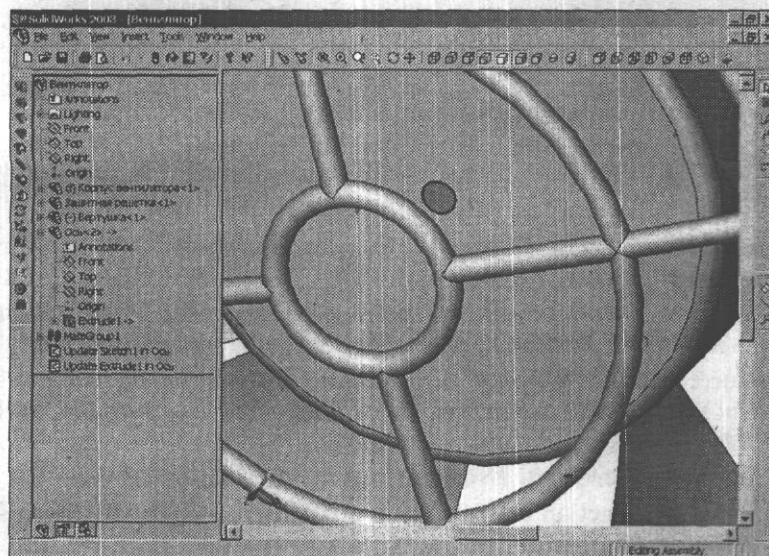 SolidWorks 2003 - [Вентилятор]
File Edit View Insert Tools Window Help
Вентилятор
Annotations
Lighting
Front
Top
Right
Origin
(f) Корпус вентилятора<1>
Защитная решетка<1>
(-) Вертушка<1>
Ось<2> ->
Annotations
Front
Top
Right
Origin
Extrude1 ->
MateGroup1
Update Sketch1 in Ось
Update Extrude1 in Ось
Editing Assembly